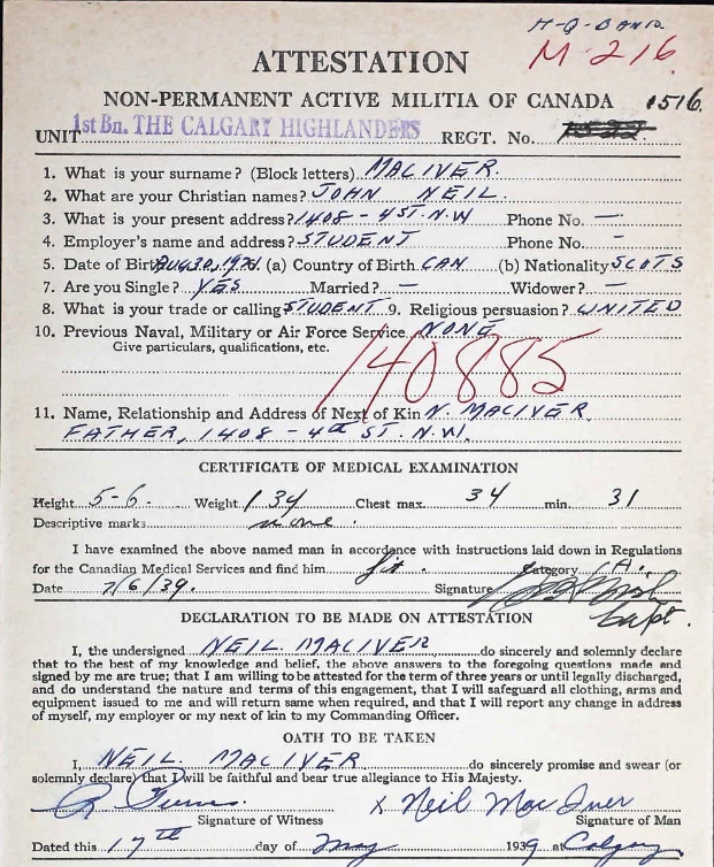 H-Q-BAND.
M-216
ATTESTATION
NON-PERMANENT ACTIVE MILITIA OF CANADA 1516.
UNIT 1st Bn. THE CALGARY HIGHLANDERS REGT. No.
1. What is your surname? (Block letters) MACIVER.
2. What are your Christian names? JOHN NEIL.
3. What is your present address? 1408 - 4 ST. N.W Phone No. —
4. Employer's name and address? STUDENT Phone No. -
5. Date of Birth AUG 30, (a) Country of Birth CAN (b) Nationality SCOTS
7. Are you Single? YES Married? — Widower? —
8. What is your trade or calling STUDENT 9. Religious persuasion? UNITED
10. Previous Naval, Military or Air Force Service. NONE
Give particulars, qualifications, etc.
140885
11. Name, Relationship and Address of Next of Kin N. MACIVER.
FATHER, 1408 - 4th ST. N.W.
CERTIFICATE OF MEDICAL EXAMINATION
Height 5-6. Weight 134 Chest max. 34 min. 31
Descriptive marks none.
I have examined the above named man in accordance with instructions laid down in Regulations
for the Canadian Medical Services and find him fit. Category A.
Date 7/6/39. Signature
Capt.
DECLARATION TO BE MADE ON ATTESTATION
I, the undersigned NEIL MACIVER do sincerely and solemnly declare
that to the best of my knowledge and belief, the above answers to the foregoing questions made and
signed by me are true; that I am willing to be attested for the term of three years or until legally discharged,
and do understand the nature and terms of this engagement, that I will safeguard all clothing, arms and
equipment issued to me and will return same when required, and that I will report any change in address
of myself, my employer or my next of kin to my Commanding Officer.
OATH TO BE TAKEN
I, NEIL MACIVER do sincerely promise and swear (or
solemnly declare) that I will be faithful and bear true allegiance to His Majesty.
x Neil MacIver
Signature of Witness Signature of Man
Dated this 17th day of May 1939 at Calgary